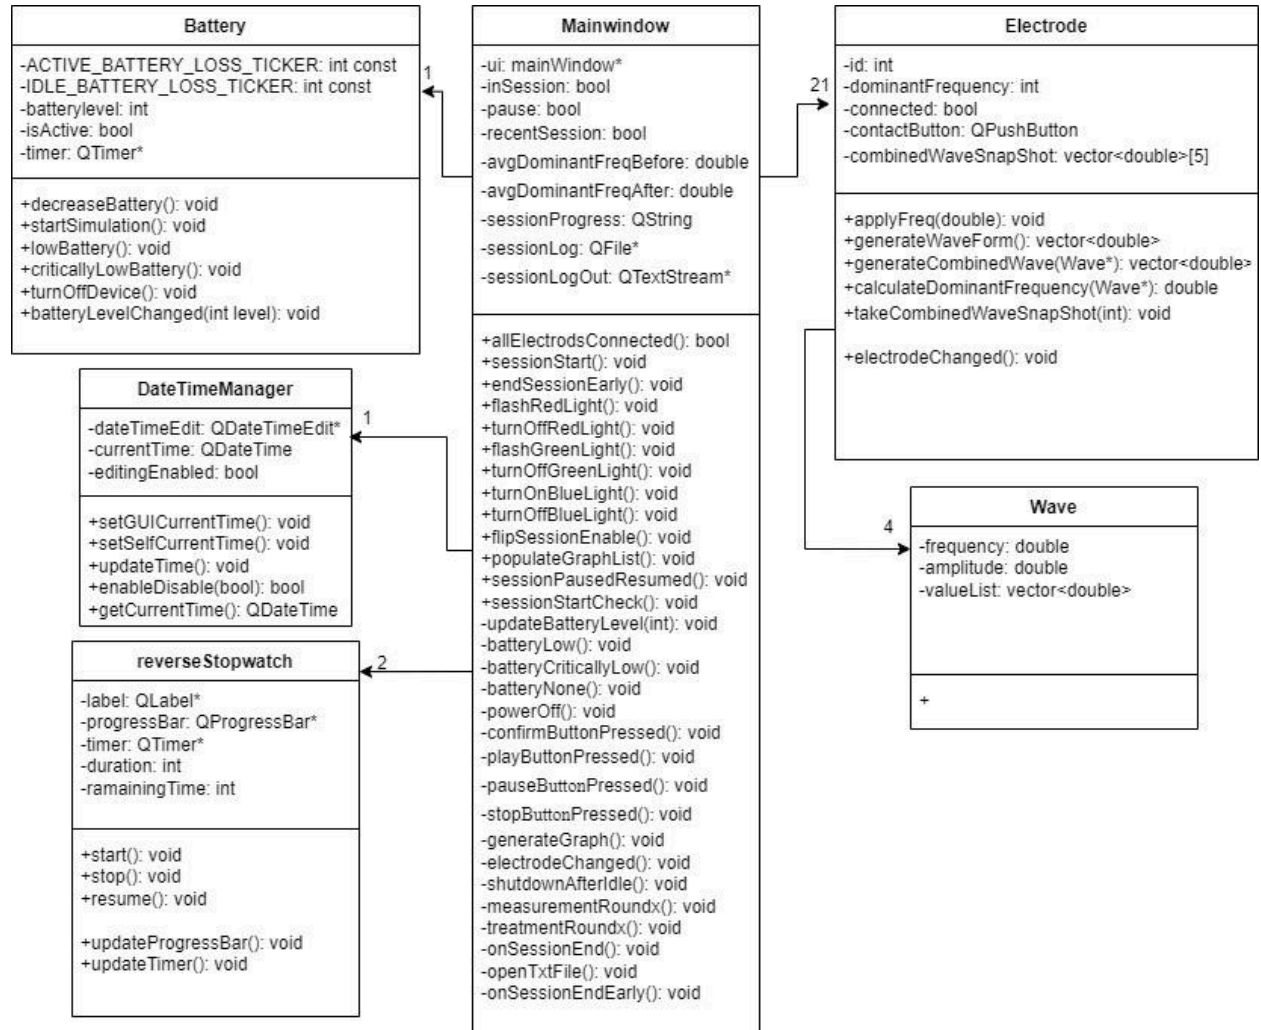 Battery
-ACTIVE_BATTERY_LOSS_TICKER: int const
-IDLE_BATTERY_LOSS_TICKER: int const
-batterylevel: int
-isActive: bool
-timer: QTimer*
+decreaseBattery(): void
+startSimulation(): void
+lowBattery(): void
+criticallyLowBattery(): void
+turnOffDevice(): void
+batteryLevelChanged(int level): void
1
DateTimeManager
-dateTimeEdit: QDateTimeEdit*
-currentTime: QDateTime
-editingEnabled: bool
+setGUICurrentTime(): void
+setSelfCurrentTime(): void
+updateTime(): void
+enableDisable(bool): bool
+getCurrentTime(): QDateTime
1
reverseStopwatch
-label: QLabel*
-progressBar: QProgressBar*
-timer: QTimer*
-duration: int
-ramainingTime: int
+start(): void
+stop(): void
+resume(): void
+updateProgressBar(): void
+updateTimer(): void
2
Mainwindow
-ui: mainWindow*
-inSession: bool
-pause: bool
-recentSession: bool
-avgDominantFreqBefore: double
-avgDominantFreqAfter: double
-sessionProgress: QString
-sessionLog: QFile*
-sessionLogOut: QTextStream*
+allElectrodsConnected(): bool
+sessionStart(): void
+endSessionEarly(): void
+flashRedLight(): void
+turnOffRedLight(): void
+flashGreenLight(): void
+turnOffGreenLight(): void
+turnOnBlueLight(): void
+turnOffBlueLight(): void
+flipSessionEnable(): void
+populateGraphList(): void
+sessionPausedResumed(): void
+sessionStartCheck(): void
-updateBatteryLevel(int): void
-batteryLow(): void
-batteryCriticallyLow(): void
-batteryNone(): void
-powerOff(): void
-confirmButtonPressed(): void
-playButtonPressed(): void
-pauseButtonPressed(): void
-stopButtonPressed(): void
-generateGraph(): void
-electrodeChanged(): void
-shutdownAfterIdle(): void
-measurementRoundx(): void
-treatmentRoundx(): void
-onSessionEnd(): void
-openTxtFile(): void
-onSessionEndEarly(): void
21
Electrode
-id: int
-dominantFrequency: int
-connected: bool
-contactButton: QPushButton
-combinedWaveSnapShot: vector<double>[5]
+applyFreq(double): void
+generateWaveForm(): vector<double>
+generateCombinedWave(Wave*): vector<double>
+calculateDominantFrequency(Wave*): double
+takeCombinedWaveSnapShot(int): void
+electrodeChanged(): void
4
Wave
-frequency: double
-amplitude: double
-valueList: vector<double>
+